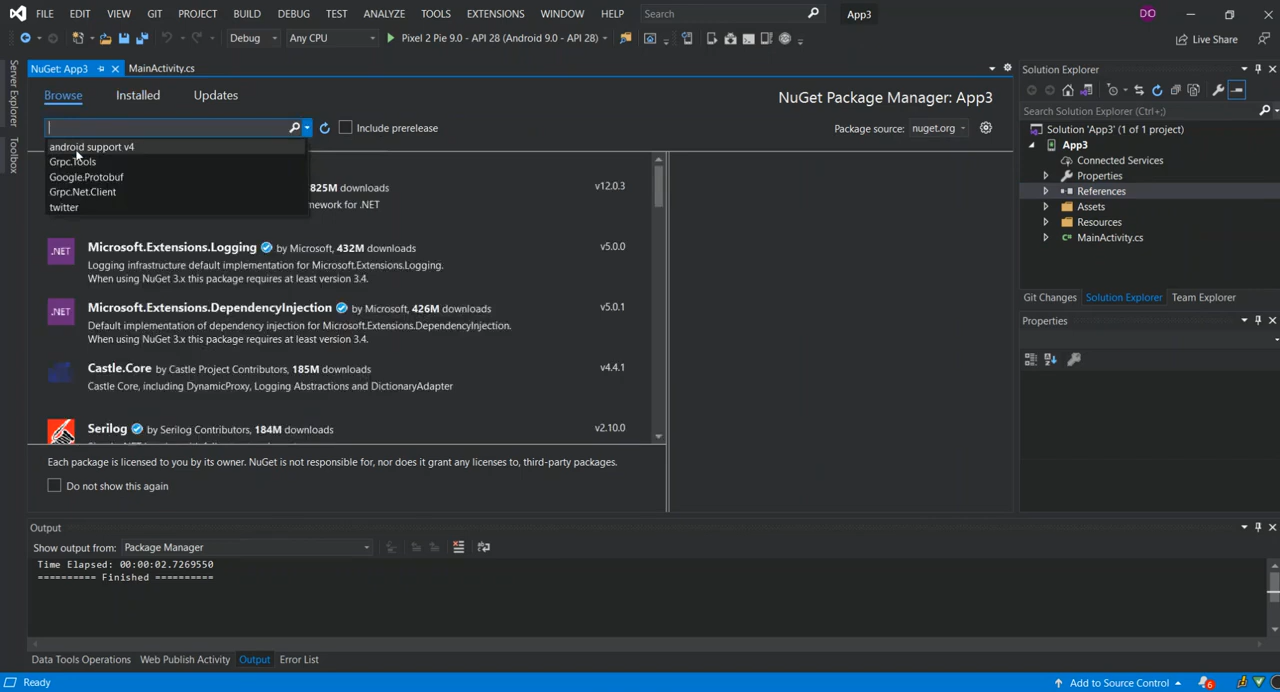 FILE EDIT VIEW GIT PROJECT BUILD DEBUG TEST ANALYZE TOOLS EXTENSIONS WINDOW HELP Search App3 DO
Debug Any CPU Pixel 2 Pie 9.0 - API 28 (Android 9.0 - API 28) Live Share
Server Explorer
Toolbox
NuGet: App3 MainActivity.cs
Browse Installed Updates
NuGet Package Manager: App3
Include prerelease
Package source: nuget.org
android support v4
Grpc.Tools
Google.Protobuf
Grpc.Net.Client
twitter
825M downloads v12.0.3
for .NET
Microsoft.Extensions.Logging by Microsoft, 432M downloads v5.0.0
Logging infrastructure default implementation for Microsoft.Extensions.Logging.
When using NuGet 3.x this package requires at least version 3.4.
.NET
Microsoft.Extensions.DependencyInjection by Microsoft, 426M downloads v5.0.1
Default implementation of dependency injection for Microsoft.Extensions.DependencyInjection.
When using NuGet 3.x this package requires at least version 3.4.
.NET
Castle.Core by Castle Project Contributors, 185M downloads v4.4.1
Castle Core, including DynamicProxy, Logging Abstractions and DictionaryAdapter
Serilog by Serilog Contributors, 184M downloads v2.10.0
Each package is licensed to you by its owner. NuGet is not responsible for, nor does it grant any licenses to, third-party packages.
Do not show this again
Solution Explorer
Search Solution Explorer (Ctrl+;)
Solution 'App3' (1 of 1 project)
App3
Connected Services
Properties
References
Assets
Resources
MainActivity.cs
Git Changes Solution Explorer Team Explorer
Properties
Output
Show output from: Package Manager
Time Elapsed: 00:00:02.7269550
========== Finished ==========
Data Tools Operations Web Publish Activity Output Error List
Ready Add to Source Control 6